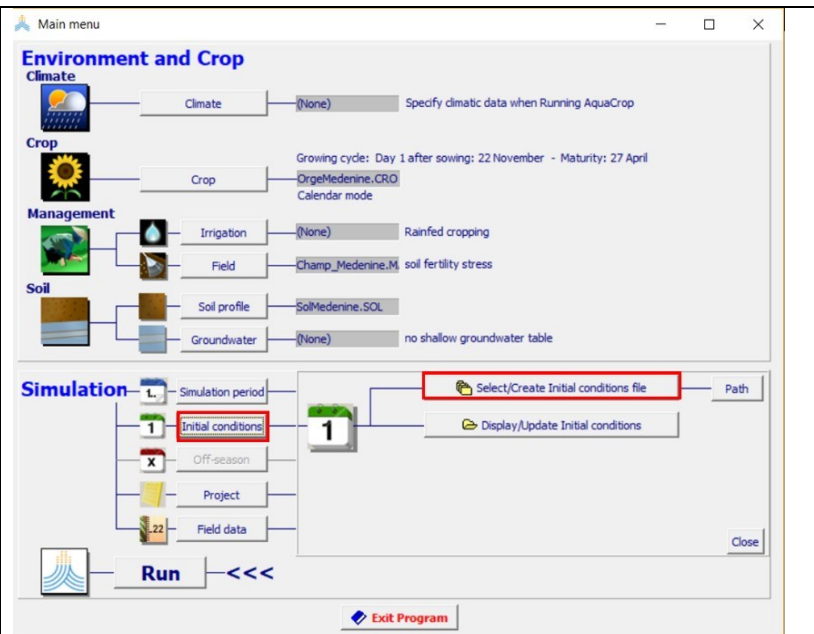 Main menu
Environment and Crop
Climate
Climate (None) Specify climatic data when Running AquaCrop
Crop
Growing cycle: Day 1 after sowing: 22 November - Maturity: 27 April
Crop OrgeMedenine.CRO
Calendar mode
Management
Irrigation (None) Rainfed cropping
Field Champ_Medenine.M. soil fertility stress
Soil
Soil profile SolMedenine.SOL
Groundwater (None) no shallow groundwater table
Simulation 1.. Simulation period Select/Create Initial conditions file Path
1 Initial conditions 1 Display/Update Initial conditions
X Off-season
Project
.22 Field data
Close
Run <<<
Exit Program